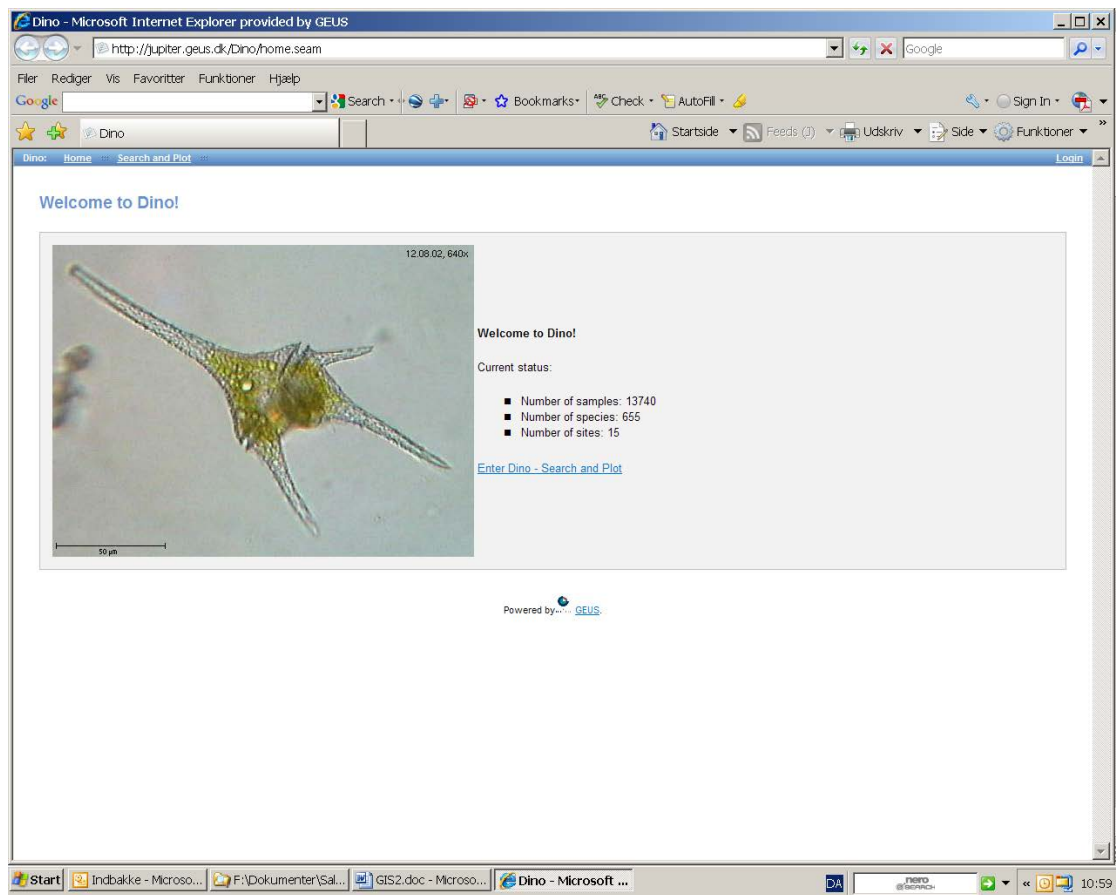 Dino - Microsoft Internet Explorer provided by GEUS
http://jupiter.geus.dk/Dino/home.seam
Google
Filer Rediger Vis Favoritter Funktioner Hjælp
Google Search Bookmarks Check AutoFill Sign In
Dino Startside Feeds (J) Udskriv Side Funktioner
Dino: Home Search and Plot Login
Welcome to Dino!
12.08.02, 640x
50 µm
Welcome to Dino!
Current status:
Number of samples: 13740
Number of species: 655
Number of sites: 15
Enter Dino - Search and Plot
Powered by GEUS.
Start Indbakke - Microso... F:\Dokumenter\Sal... GIS2.doc - Microso... Dino - Microsoft ... DA nero SEARCH 10:59